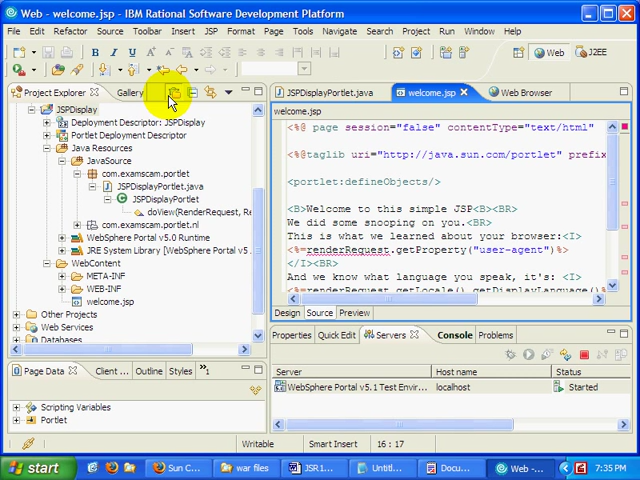 Web - welcome.jsp - IBM Rational Software Development Platform
File Edit Refactor Source Toolbar Insert JSP Format Page Tools Navigate Search Project Run Window Help
B I U
Web J2EE
Project Explorer Gallery
JSPDisplayPortlet.java welcome.jsp Web Browser
JSPDisplay
Deployment Descriptor: JSPDisplay
Portlet Deployment Descriptor
Java Resources
JavaSource
com.examscam.portlet
JSPDisplayPortlet.java
JSPDisplayPortlet
doView(RenderRequest, Re
com.examscam.portlet.nl
WebSphere Portal v5.0 Runtime
JRE System Library [WebSphere Portal v5.
WebContent
META-INF
WEB-INF
welcome.jsp
Other Projects
Web Services
Databases
welcome.jsp
<%@ page session="false" contentType="text/html"
<%@taglib uri="http://java.sun.com/portlet" prefix
<portlet:defineObjects/>
<B>Welcome to this simple JSP<B><BR>
We did some snooping on you.<BR>
This is what we learned about your browser:<I>
<%=renderRequest.getProperty("user-agent")%>
</I><BR>
And we know what language you speak, it's: <I>
<%=renderRequest.getLocale().getDisplayLanguage()%
Design Source Preview
Properties Quick Edit Servers Console Problems
Server Host name Status
WebSphere Portal v5.1 Test Envir... localhost Started
Page Data Client ... Outline Styles »1
Scripting Variables
Portlet
Writable Smart Insert 16 : 17
start Sun C... war files JSR1... Untitl... Docu... Web -... 7:35 PM